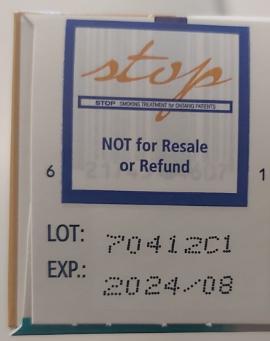 stop
STOP SMOKING TREATMENT for ONTARIO PATIENTS
NOT for Resale
or Refund
6 1
LOT: 70412C1
EXP.: 2024/08